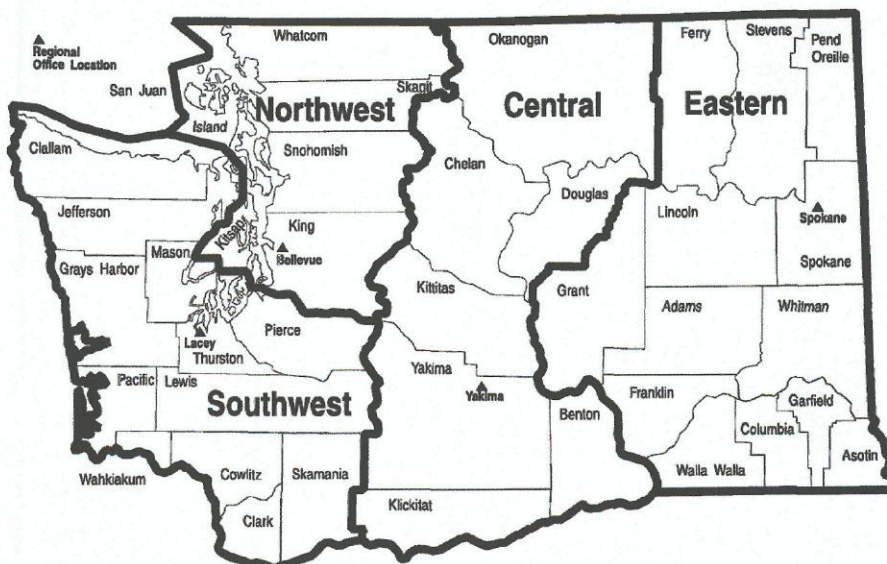 Regional
Office Location
San Juan
Whatcom
Skagit
Northwest
Island
Snohomish
King
Kitsap
Bellevue
Okanogan
Central
Chelan
Douglas
Kittitas
Yakima
Yakima
Benton
Klickitat
Ferry
Stevens
Pend
Oreille
Eastern
Lincoln
Spokane
Spokane
Grant
Adams
Whitman
Franklin
Garfield
Columbia
Walla Walla
Asotin
Clallam
Jefferson
Mason
Grays Harbor
Lacey
Thurston
Pierce
Pacific
Lewis
Southwest
Wahkiakum
Cowlitz
Skamania
Clark